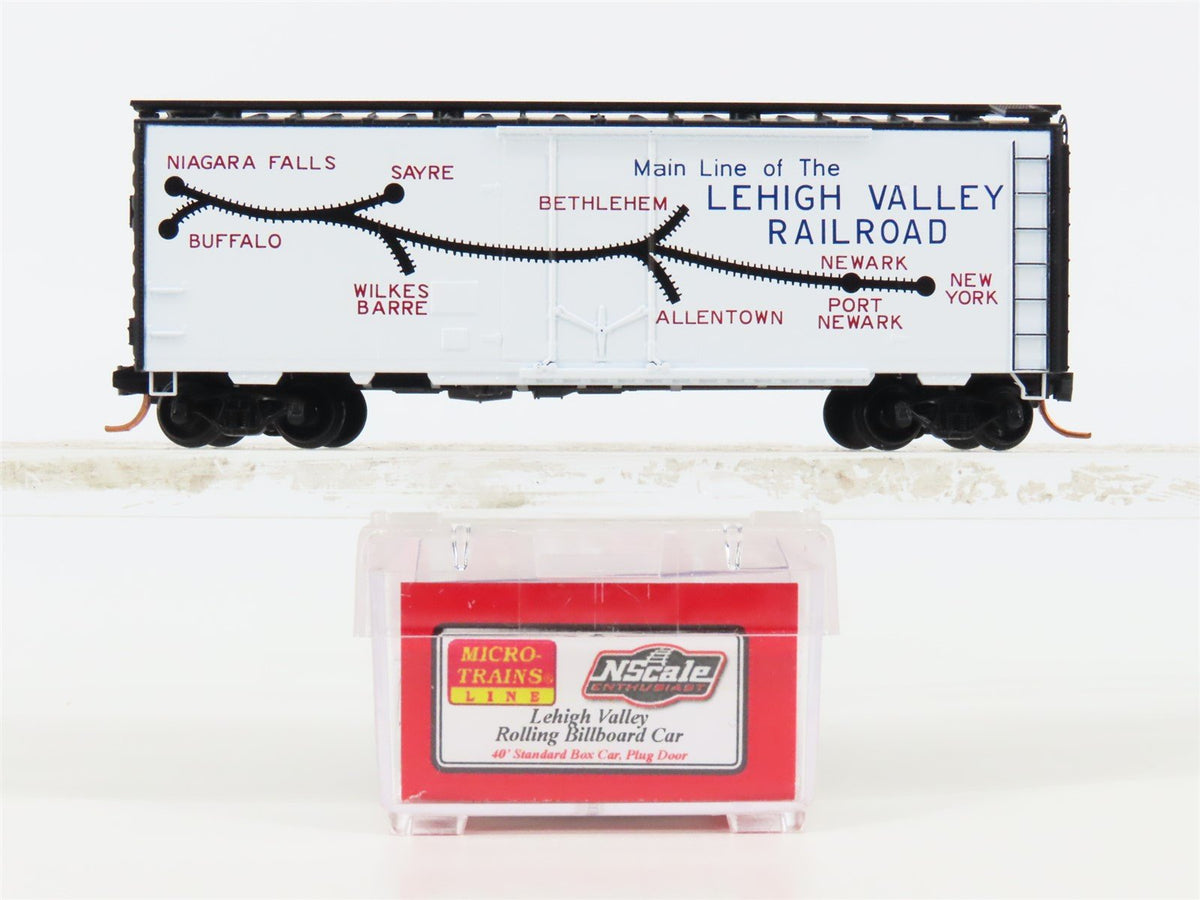 NIAGARA FALLS
SAYRE
BUFFALO
WILKES
BARRE
BETHLEHEM
ALLENTOWN
Main Line of The
LEHIGH VALLEY
RAILROAD
NEWARK
PORT
NEWARK
NEW
YORK
MICRO-
TRAINS®
LINE
NScale
ENTHUSIAST
Lehigh Valley
Rolling Billboard Car
40' Standard Box Car, Plug Door